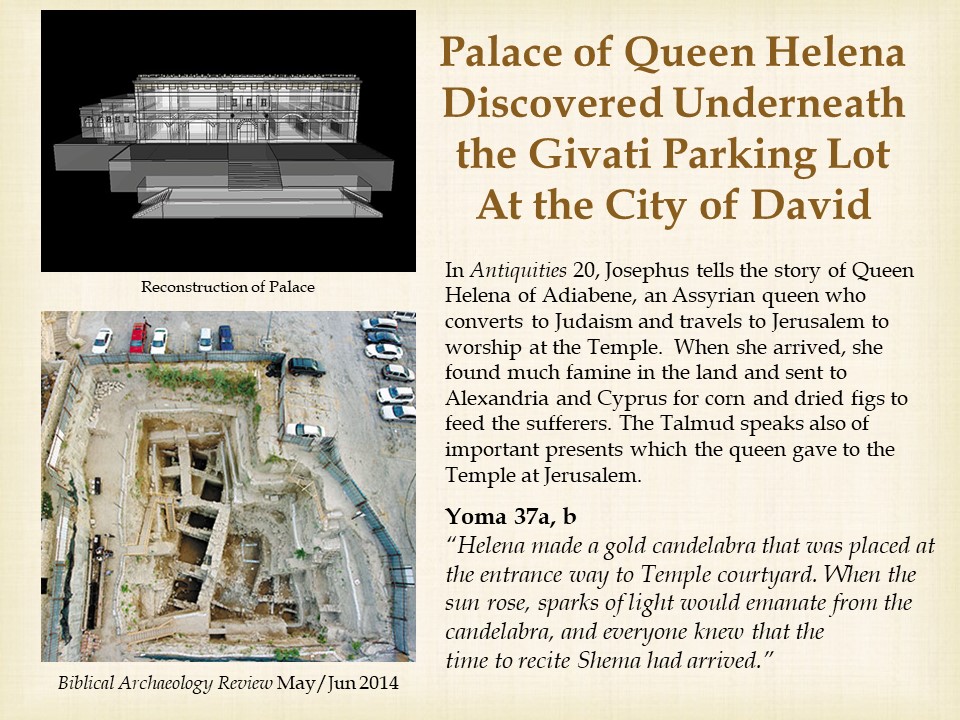 Palace of Queen Helena
Discovered Underneath
the Givati Parking Lot
At the City of David
Reconstruction of Palace
In Antiquities 20, Josephus tells the story of Queen
Helena of Adiabene, an Assyrian queen who
converts to Judaism and travels to Jerusalem to
worship at the Temple.  When she arrived, she
found much famine in the land and sent to
Alexandria and Cyprus for corn and dried figs to
feed the sufferers. The Talmud speaks also of
important presents which the queen gave to the
Temple at Jerusalem.
Yoma 37a, b
“Helena made a gold candelabra that was placed at
the entrance way to Temple courtyard. When the
sun rose, sparks of light would emanate from the
candelabra, and everyone knew that the
time to recite Shema had arrived.”
Biblical Archaeology Review May/Jun 2014